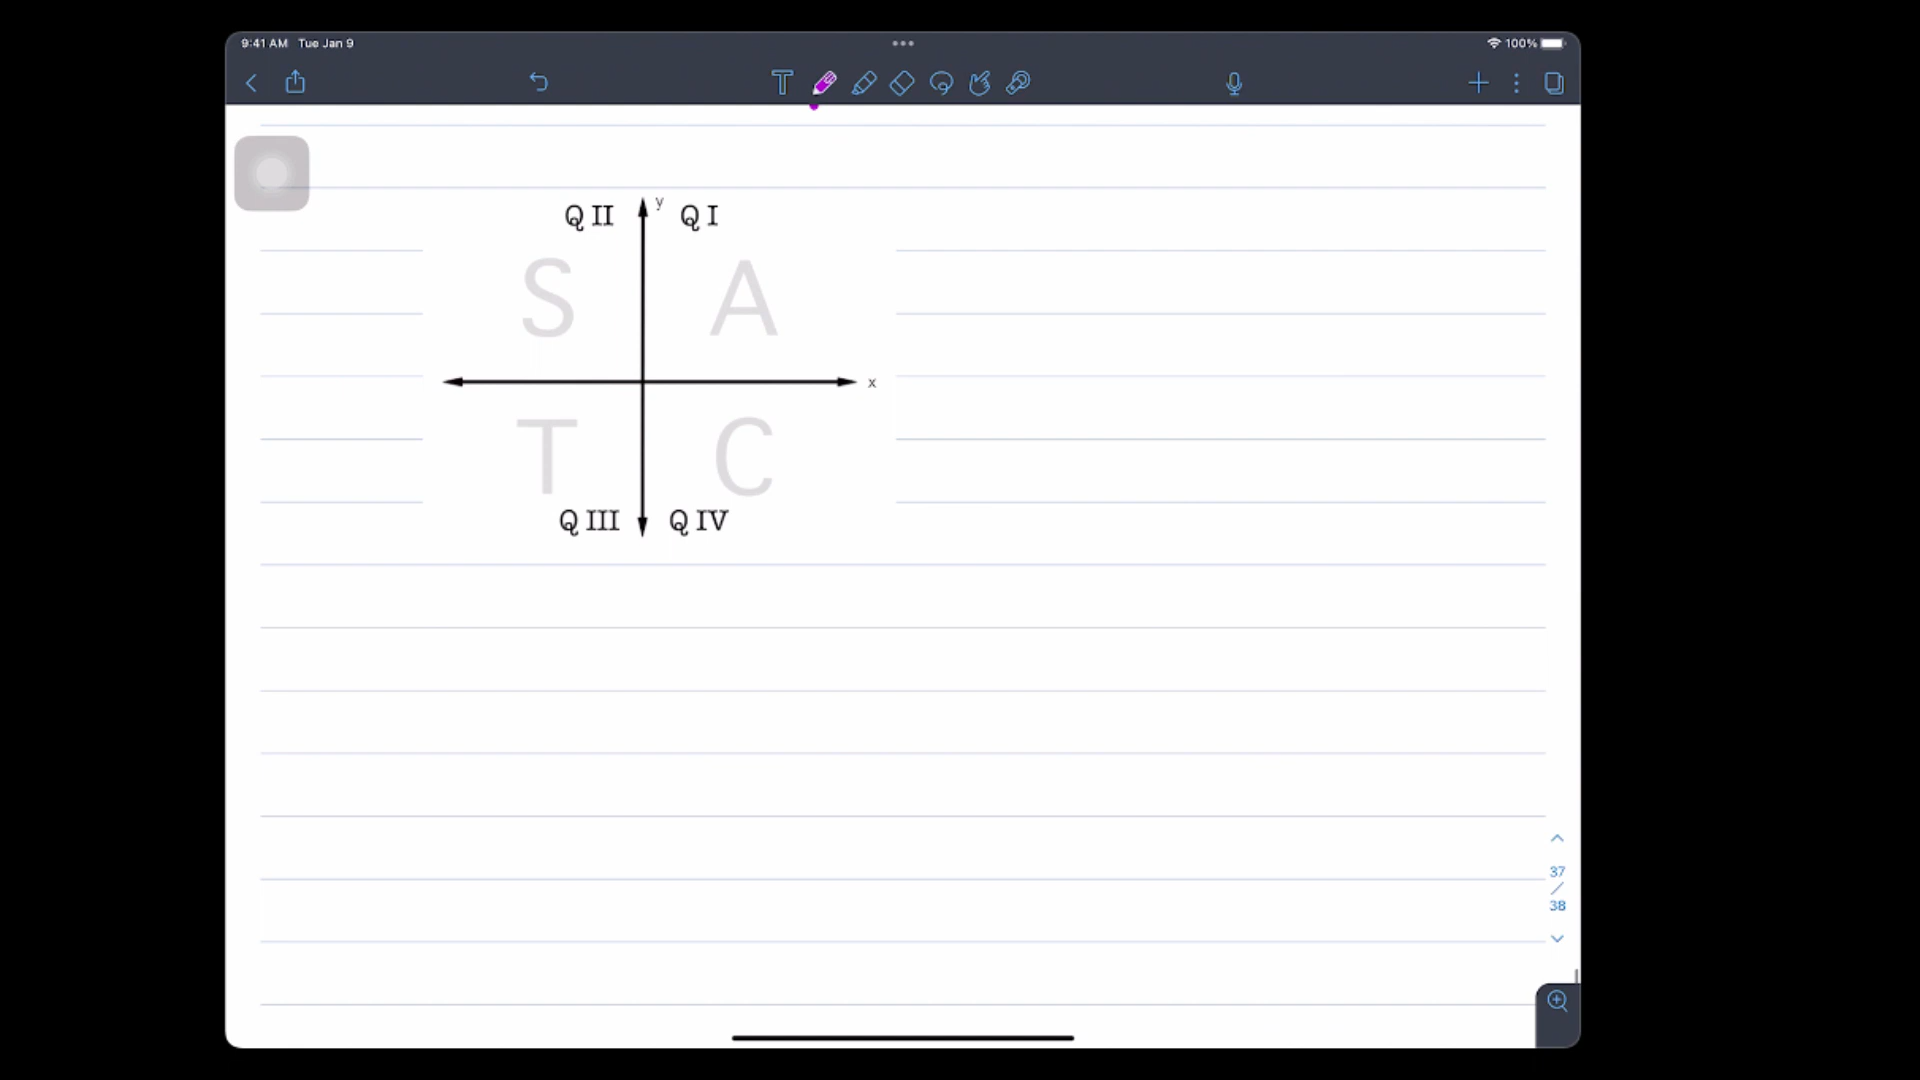 9:41 AM Tue Jan 9
100%
T
Q II
y
Q I
S
A
x
T
C
Q III
Q IV
37
/
38